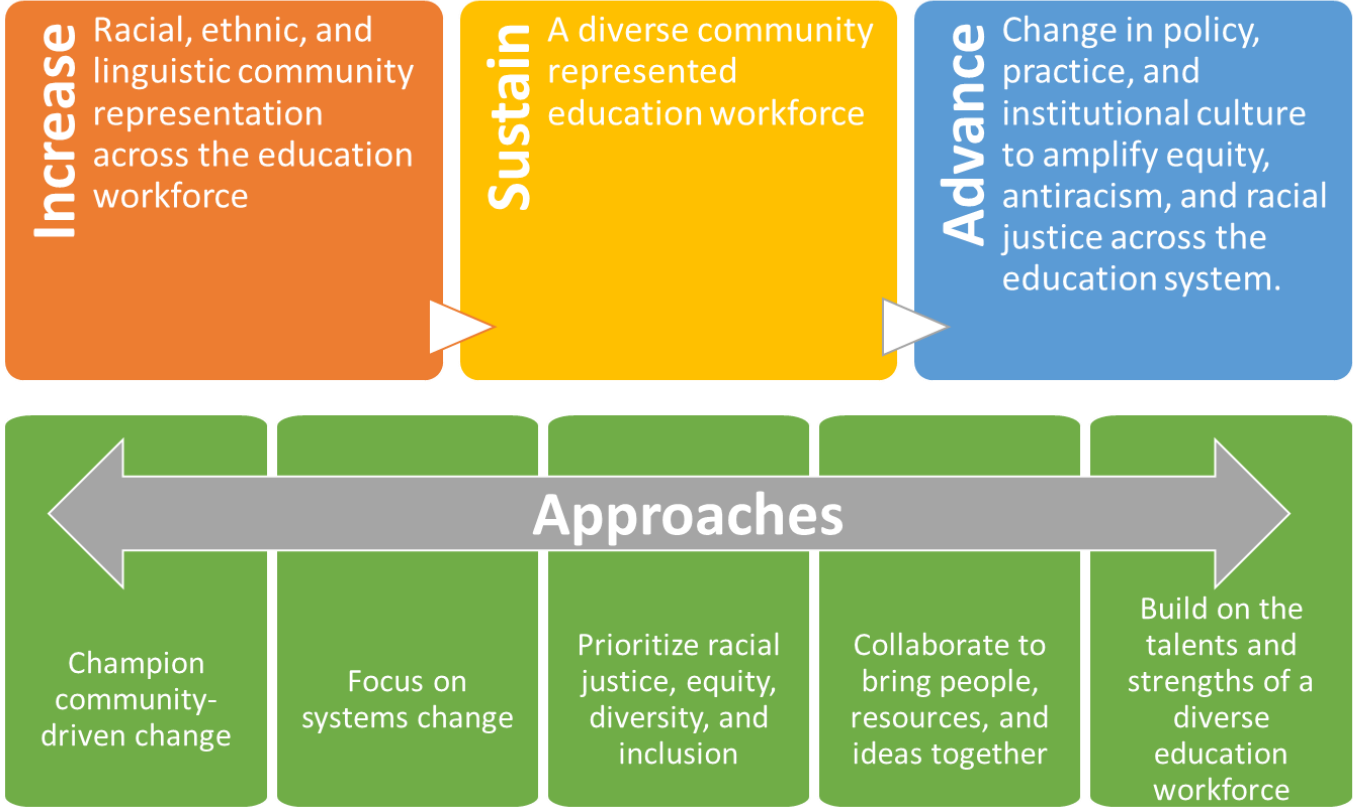 Increase
Racial, ethnic, and
linguistic community
representation
across the education
workforce
Sustain
A diverse community
represented
education workforce
Advance
Change in policy,
practice, and
institutional culture
to amplify equity,
antiracism, and racial
justice across the
education system.
Approaches
Champion
community-
driven change
Focus on
systems change
Prioritize racial
justice, equity,
diversity, and
inclusion
Collaborate to
bring people,
resources, and
ideas together
Build on the
talents and
strengths of a
diverse
education
workforce